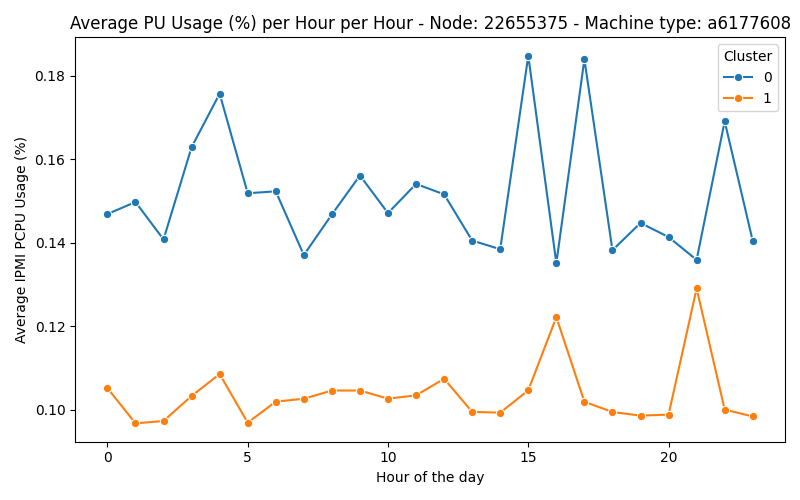 Average PU Usage (%) per Hour per Hour - Node: 22655375 - Machine type: a6177608
Cluster
0
1
Average IPMI PCPU Usage (%)
0.18
0.16
0.14
0.12
0.10
0 5 10 15 20
Hour of the day